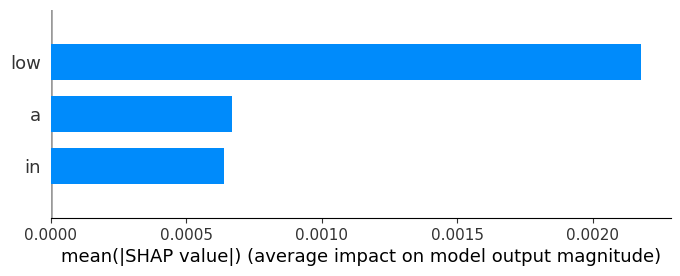 low
a
in
0.0000 0.0005 0.0010 0.0015 0.0020
mean(|SHAP value|) (average impact on model output magnitude)